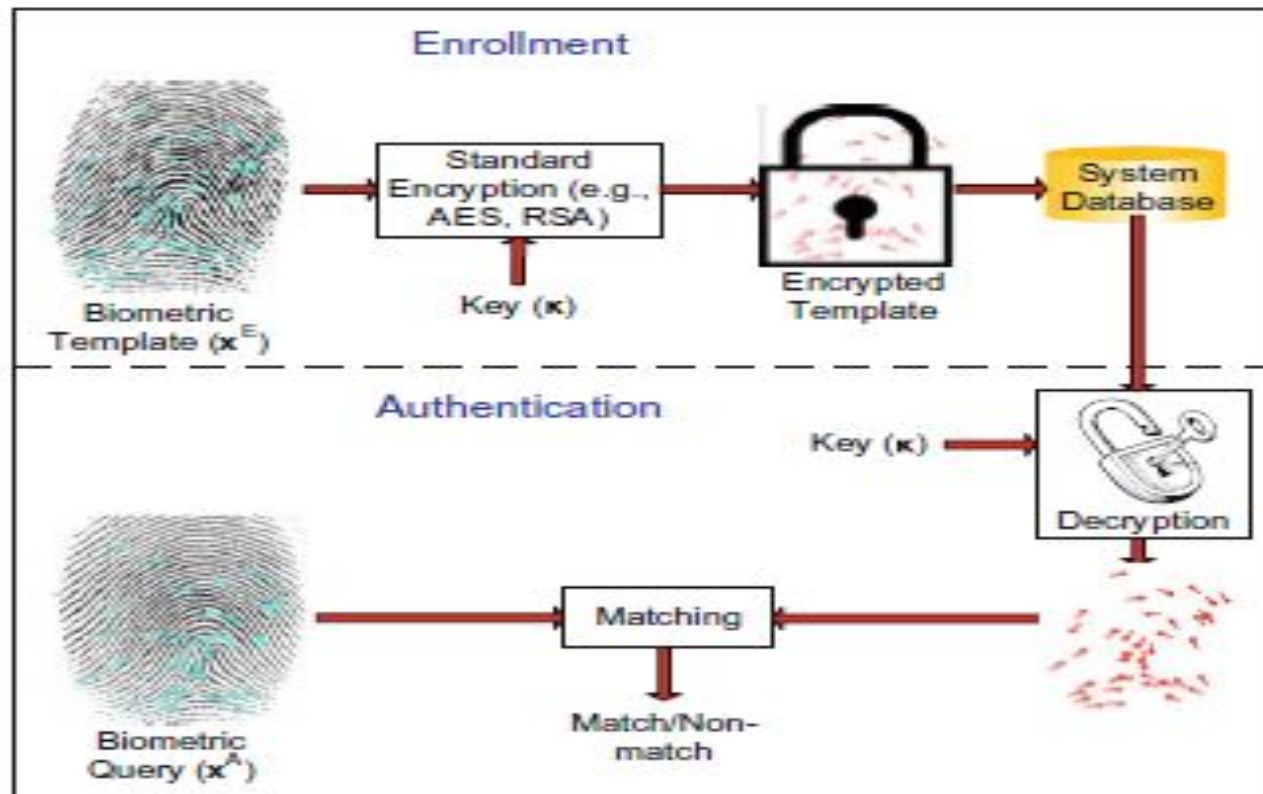 Enrollment
Standard
Encryption (e.g.,
AES, RSA)
System
Database
Key (κ)
Encrypted
Template
Biometric
Template (x^E)
Authentication
Key (κ)
Decryption
Matching
Match/Non-
match
Biometric
Query (x^A)